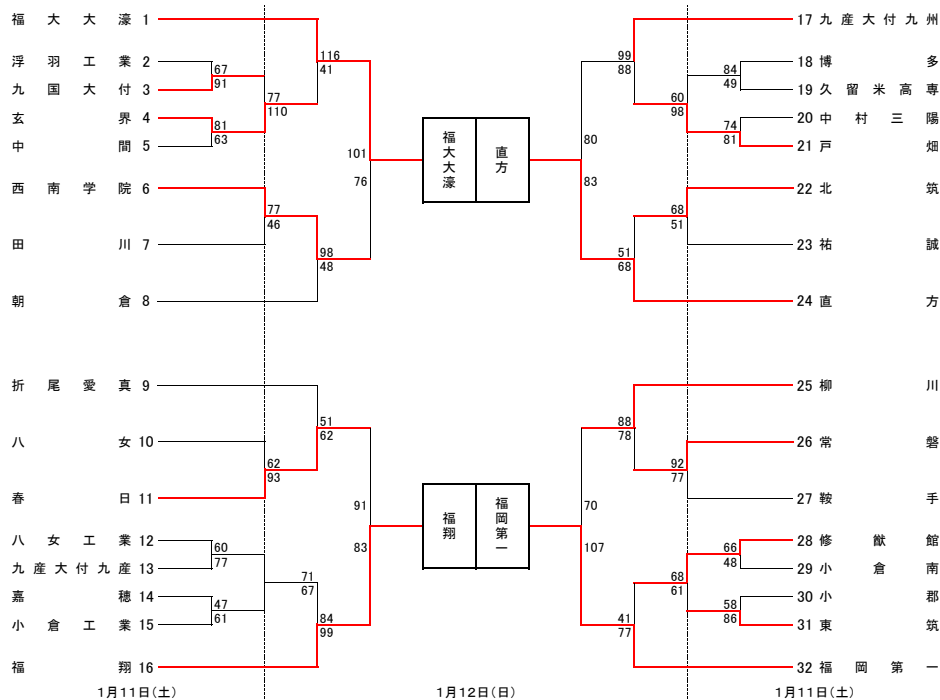 福大大濠 1
浮羽工業 2
九国大付 3
玄界 4
中間 5
西南学院 6
田川 7
朝倉 8
67
91
81
63
77
110
77
46
116
41
98
48
101
76
福大大濠
直方
80
83
99
88
51
68
60
98
68
51
84
49
74
81
17 九産大付九州
18 博多
19 久留米高専
20 中村三陽
21 戸畑
22 北筑
23 祐誠
24 直方
折尾愛真 9
八女 10
春日 11
八女工業 12
九産大付九産 13
嘉穂 14
小倉工業 15
福翔 16
60
77
47
61
62
93
71
67
51
62
84
99
91
83
福翔
福岡第一
70
107
88
78
41
77
92
77
68
61
66
48
58
86
25 柳川
26 常磐
27 鞍手
28 修猷館
29 小倉南
30 小郡
31 東筑
32 福岡第一
1月11日(土)
1月12日(日)
1月11日(土)